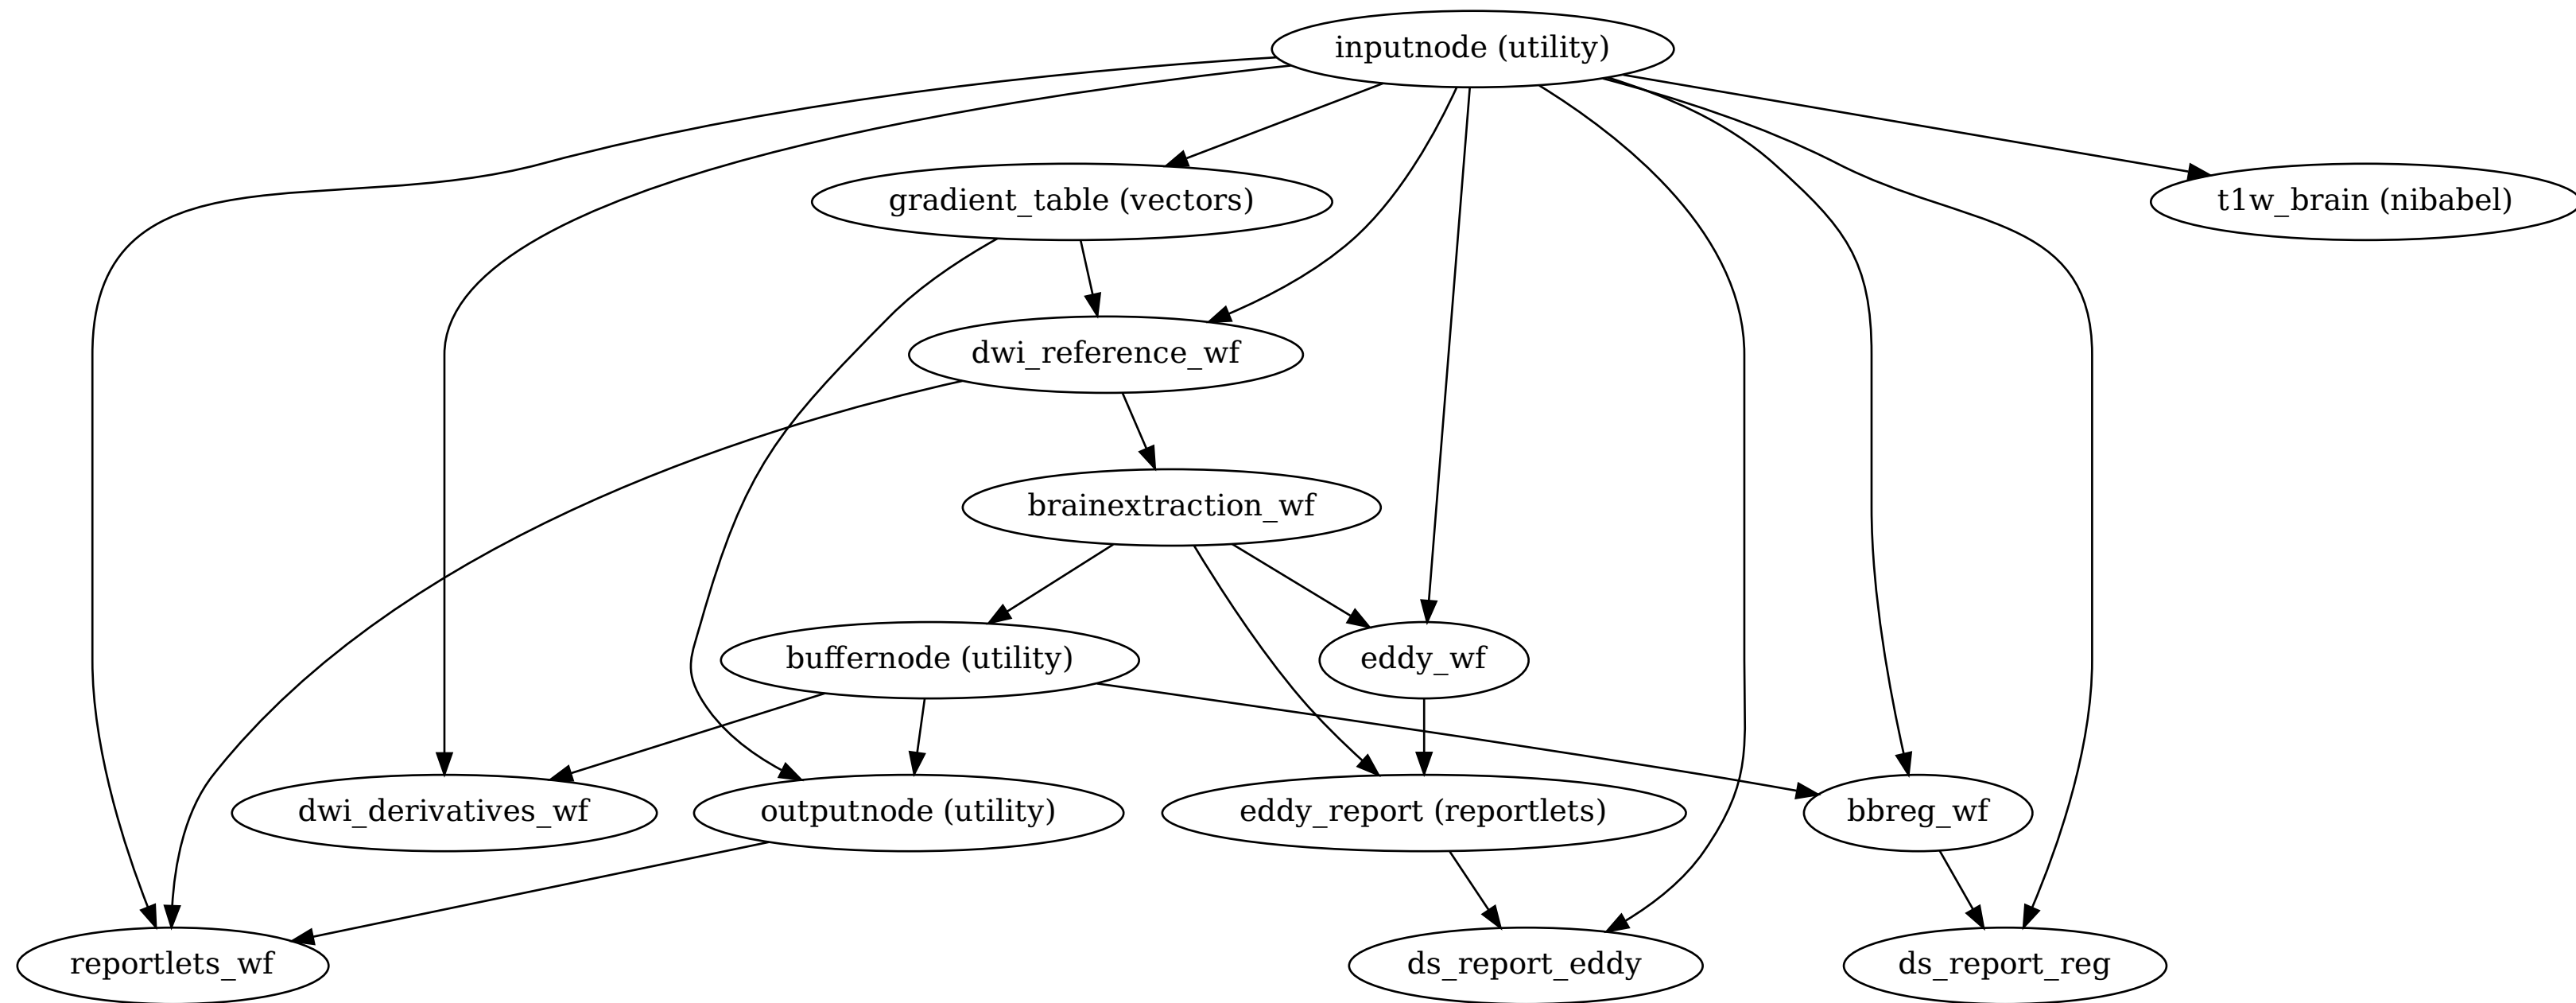 inputnode (utility)
gradient_table (vectors)
t1w_brain (nibabel)
dwi_reference_wf
brainextraction_wf
buffernode (utility)
eddy_wf
dwi_derivatives_wf
outputnode (utility)
eddy_report (reportlets)
bbreg_wf
reportlets_wf
ds_report_eddy
ds_report_reg